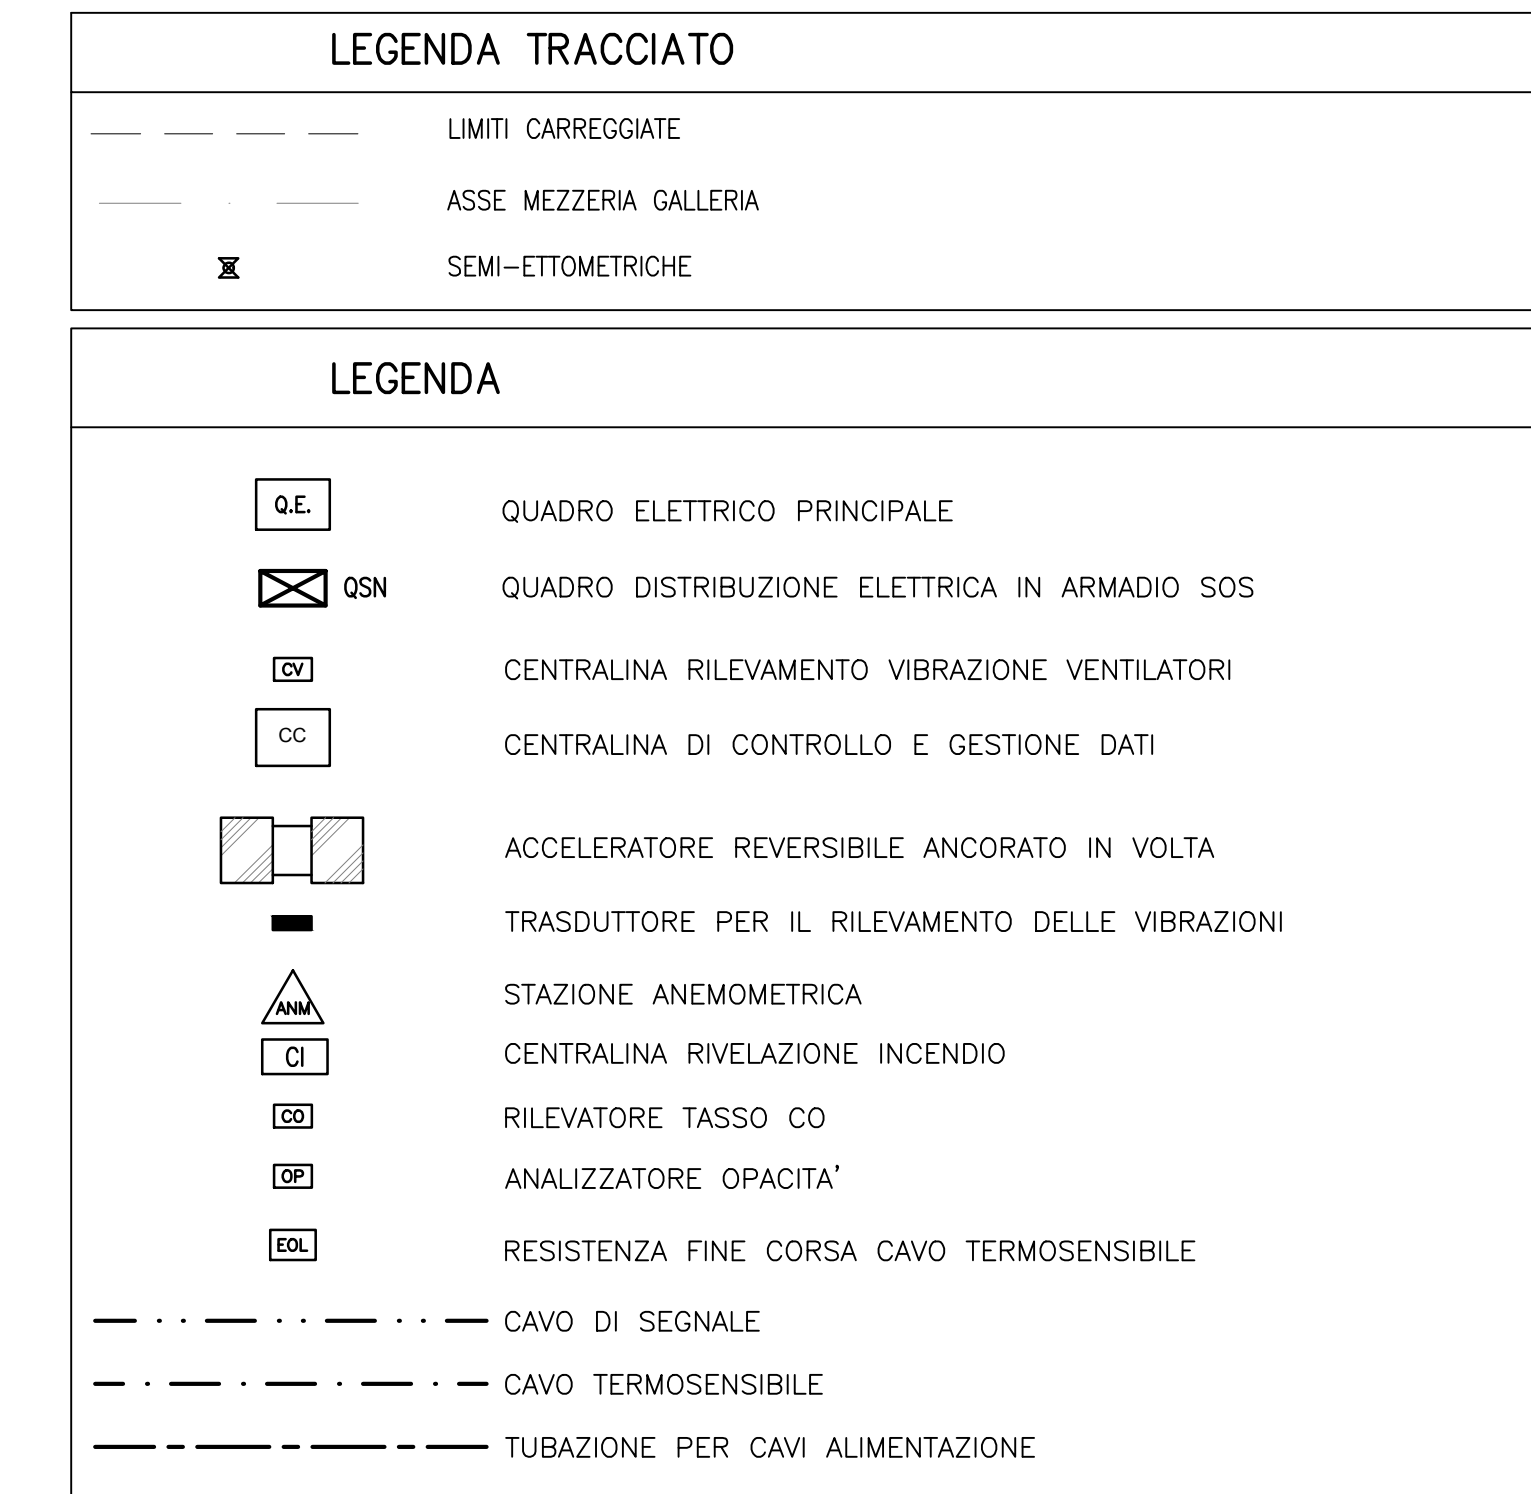 LEGENDA TRACCIATO
LIMITI CARREGGIATE
ASSE MEZZERIA GALLERIA
SEMI-ETTOMETRICHE
LEGENDA
Q.E. QUADRO ELETTRICO PRINCIPALE
QSN QUADRO DISTRIBUZIONE ELETTRICA IN ARMADIO SOS
CV CENTRALINA RILEVAMENTO VIBRAZIONE VENTILATORI
CC CENTRALINA DI CONTROLLO E GESTIONE DATI
ACCELERATORE REVERSIBILE ANCORATO IN VOLTA
TRASDUTTORE PER IL RILEVAMENTO DELLE VIBRAZIONI
ANM STAZIONE ANEMOMETRICA
CI CENTRALINA RIVELAZIONE INCENDIO
CO RILEVATORE TASSO CO
OP ANALIZZATORE OPACITA'
EOL RESISTENZA FINE CORSA CAVO TERMOSENSIBILE
CAVO DI SEGNALE
CAVO TERMOSENSIBILE
TUBAZIONE PER CAVI ALIMENTAZIONE